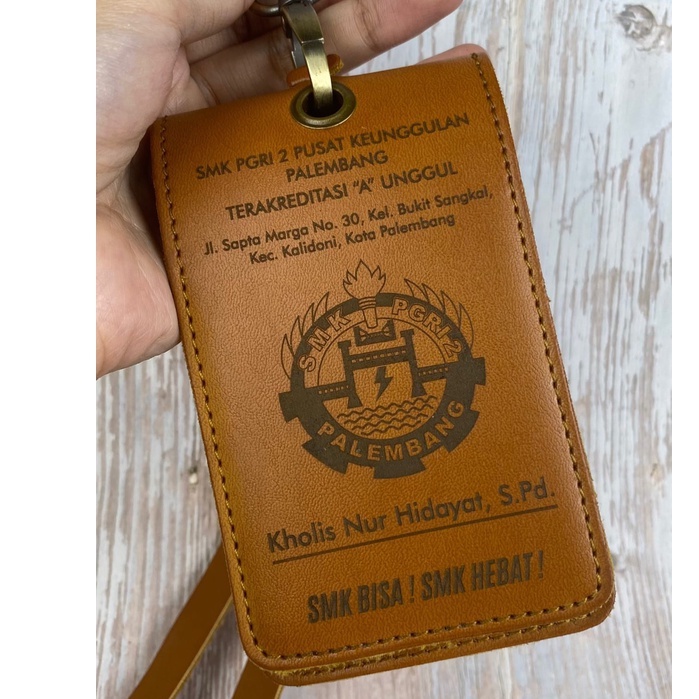 SMK PGRI 2 PUSAT KEUNGGULAN
PALEMBANG
TERAKREDITASI "A" UNGGUL
Jl. Sapta Marga No. 30, Kel. Bukit Sangkal,
Kec. Kalidoni, Kota Palembang
SMK PGRI 2
PALEMBANG
Kholis Nur Hidayat, S.Pd.
SMK BISA ! SMK HEBAT !